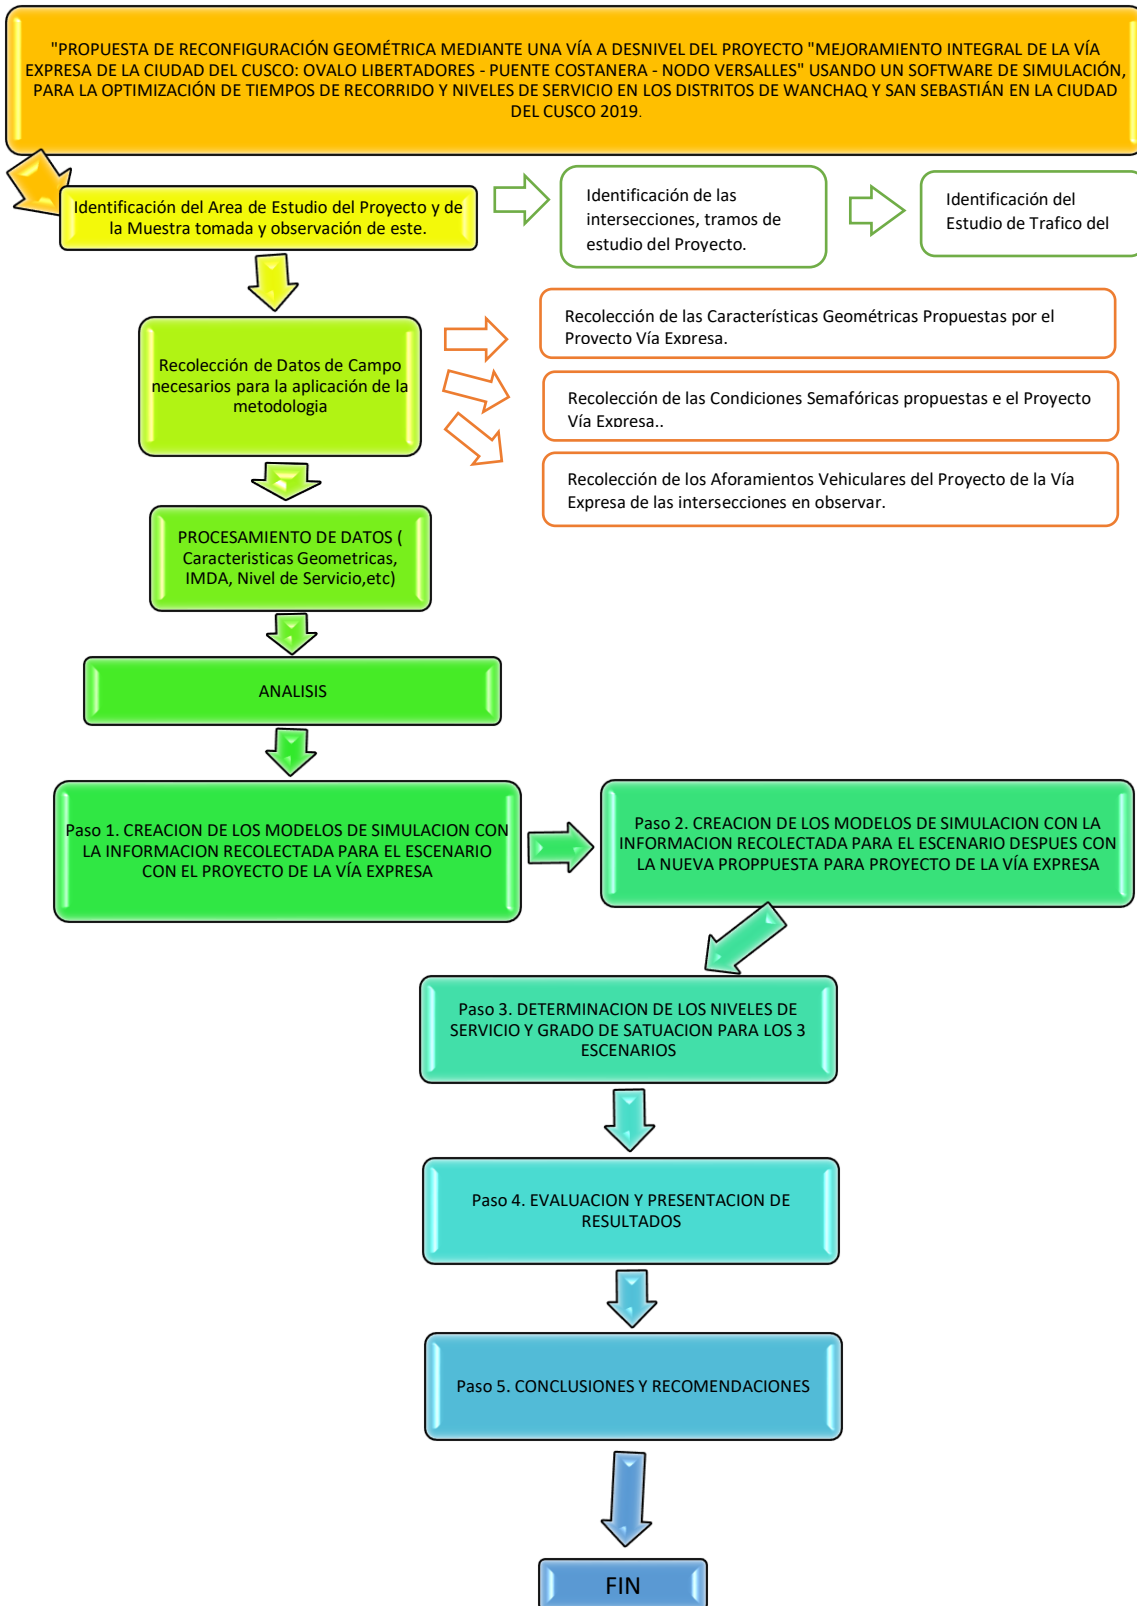 "PROPUESTA DE RECONFIGURACIÓN GEOMÉTRICA MEDIANTE UNA VÍA A DESNIVEL DEL PROYECTO "MEJORAMIENTO INTEGRAL DE LA VÍA
EXPRESA DE LA CIUDAD DEL CUSCO: OVALO LIBERTADORES - PUENTE COSTANERA - NODO VERSALLES" USANDO UN SOFTWARE DE SIMULACIÓN,
PARA LA OPTIMIZACIÓN DE TIEMPOS DE RECORRIDO Y NIVELES DE SERVICIO EN LOS DISTRITOS DE WANCHAQ Y SAN SEBASTIÁN EN LA CIUDAD
DEL CUSCO 2019.
Identificación del Area de Estudio del Proyecto y de
la Muestra tomada y observación de este.
Identificación de las
intersecciones, tramos de
estudio del Proyecto.
Identificación del
Estudio de Trafico del
Recolección de Datos de Campo
necesarios para la aplicación de la
metodologia
Recolección de las Características Geométricas Propuestas por el
Proyecto Vía Expresa.
Recolección de las Condiciones Semafóricas propuestas e el Proyecto
Vía Expresa..
Recolección de los Aforamientos Vehiculares del Proyecto de la Vía
Expresa de las intersecciones en observar.
PROCESAMIENTO DE DATOS (
Caracteristicas Geometricas,
IMDA, Nivel de Servicio,etc)
ANALISIS
Paso 1. CREACION DE LOS MODELOS DE SIMULACION CON
LA INFORMACION RECOLECTADA PARA EL ESCENARIO
CON EL PROYECTO DE LA VÍA EXPRESA
Paso 2. CREACION DE LOS MODELOS DE SIMULACION CON LA
INFORMACION RECOLECTADA PARA EL ESCENARIO DESPUES CON
LA NUEVA PROPPUESTA PARA PROYECTO DE LA VÍA EXPRESA
Paso 3. DETERMINACION DE LOS NIVELES DE
SERVICIO Y GRADO DE SATUACION PARA LOS 3
ESCENARIOS
Paso 4. EVALUACION Y PRESENTACION DE
RESULTADOS
Paso 5. CONCLUSIONES Y RECOMENDACIONES
FIN